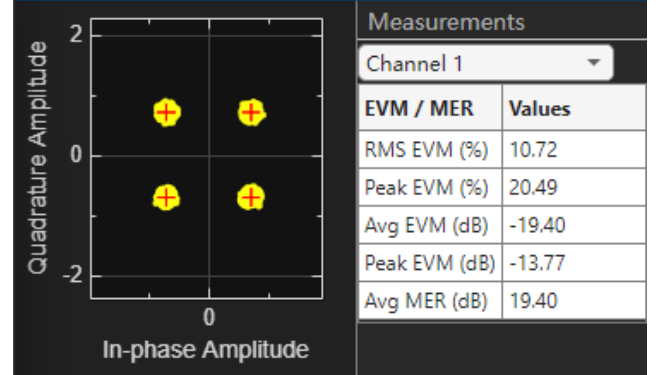 Quadrature Amplitude
2
0
-2
0
In-phase Amplitude
Measurements
Channel 1
EVM / MER Values
RMS EVM (%) 10.72
Peak EVM (%) 20.49
Avg EVM (dB) -19.40
Peak EVM (dB) -13.77
Avg MER (dB) 19.40